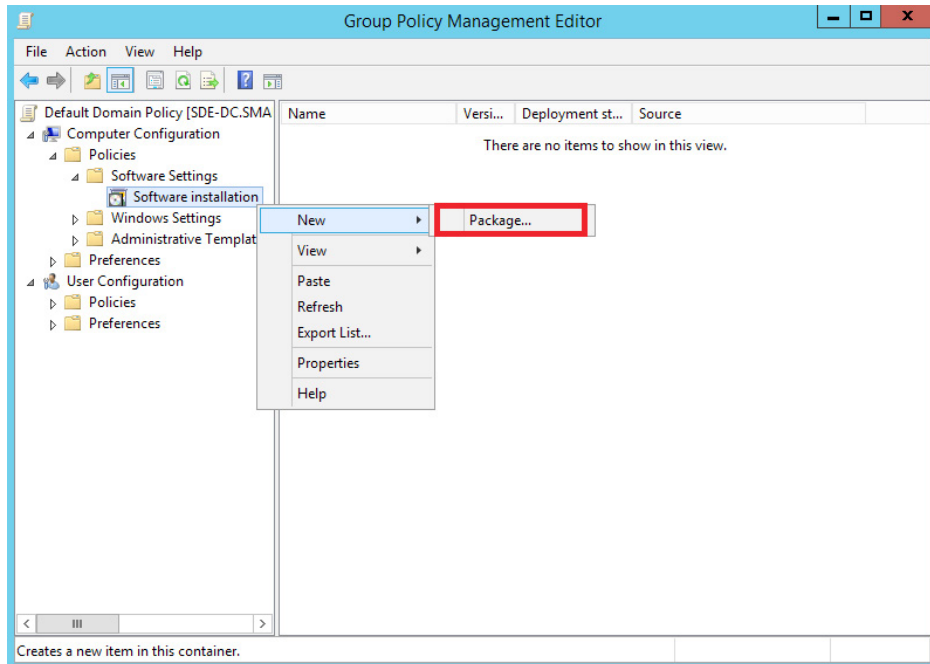 Group Policy Management Editor
File Action View Help
Default Domain Policy [SDE-DC.SMA
Computer Configuration
Policies
Software Settings
Software installation
Windows Settings
Administrative Templat
Preferences
User Configuration
Policies
Preferences
Name Versi... Deployment st... Source
There are no items to show in this view.
New
View
Paste
Refresh
Export List...
Properties
Help
Package...
Creates a new item in this container.